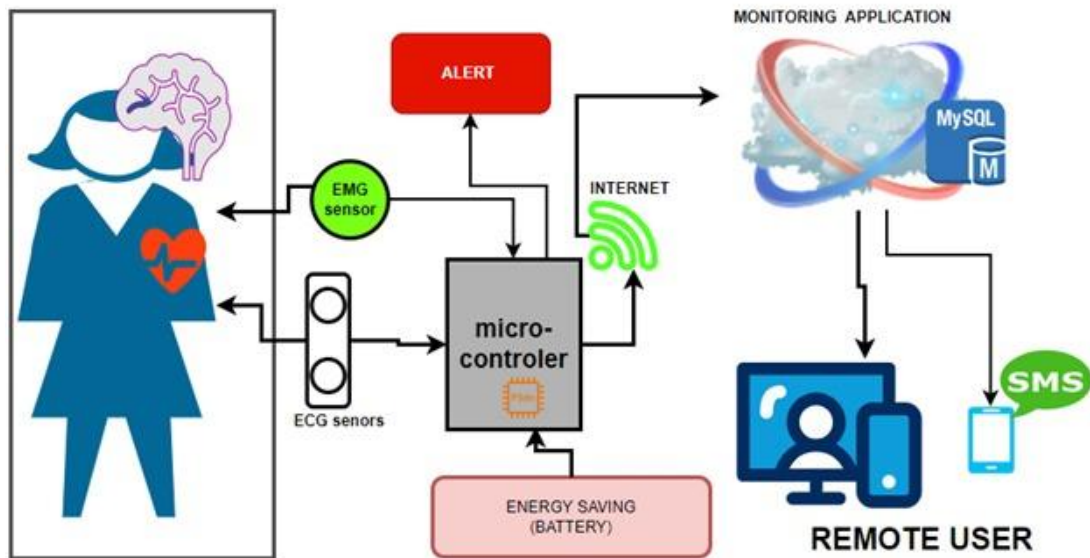 MONITORING APPLICATION
ALERT
MySQL
M
EMG
sensor
INTERNET
micro-
controler
ECG senors
SMS
ENERGY SAVING
(BATTERY)
REMOTE USER